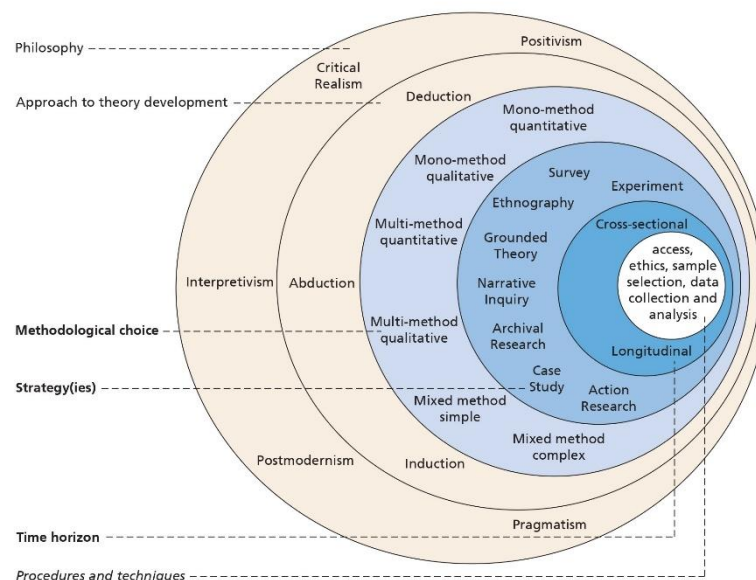 Philosophy
Positivism
Critical
Realism
Approach to theory development
Deduction
Mono-method
quantitative
Mono-method
qualitative
Survey
Experiment
Ethnography
Multi-method
quantitative
Cross-sectional
Grounded
Theory
access,
ethics, sample
selection, data
collection and
analysis
Interpretivism
Abduction
Narrative
Inquiry
Methodological choice
Multi-method
qualitative
Archival
Research
Longitudinal
Strategy(ies)
Case
Study
Action
Research
Mixed method
simple
Mixed method
complex
Postmodernism
Induction
Pragmatism
Time horizon
Procedures and techniques